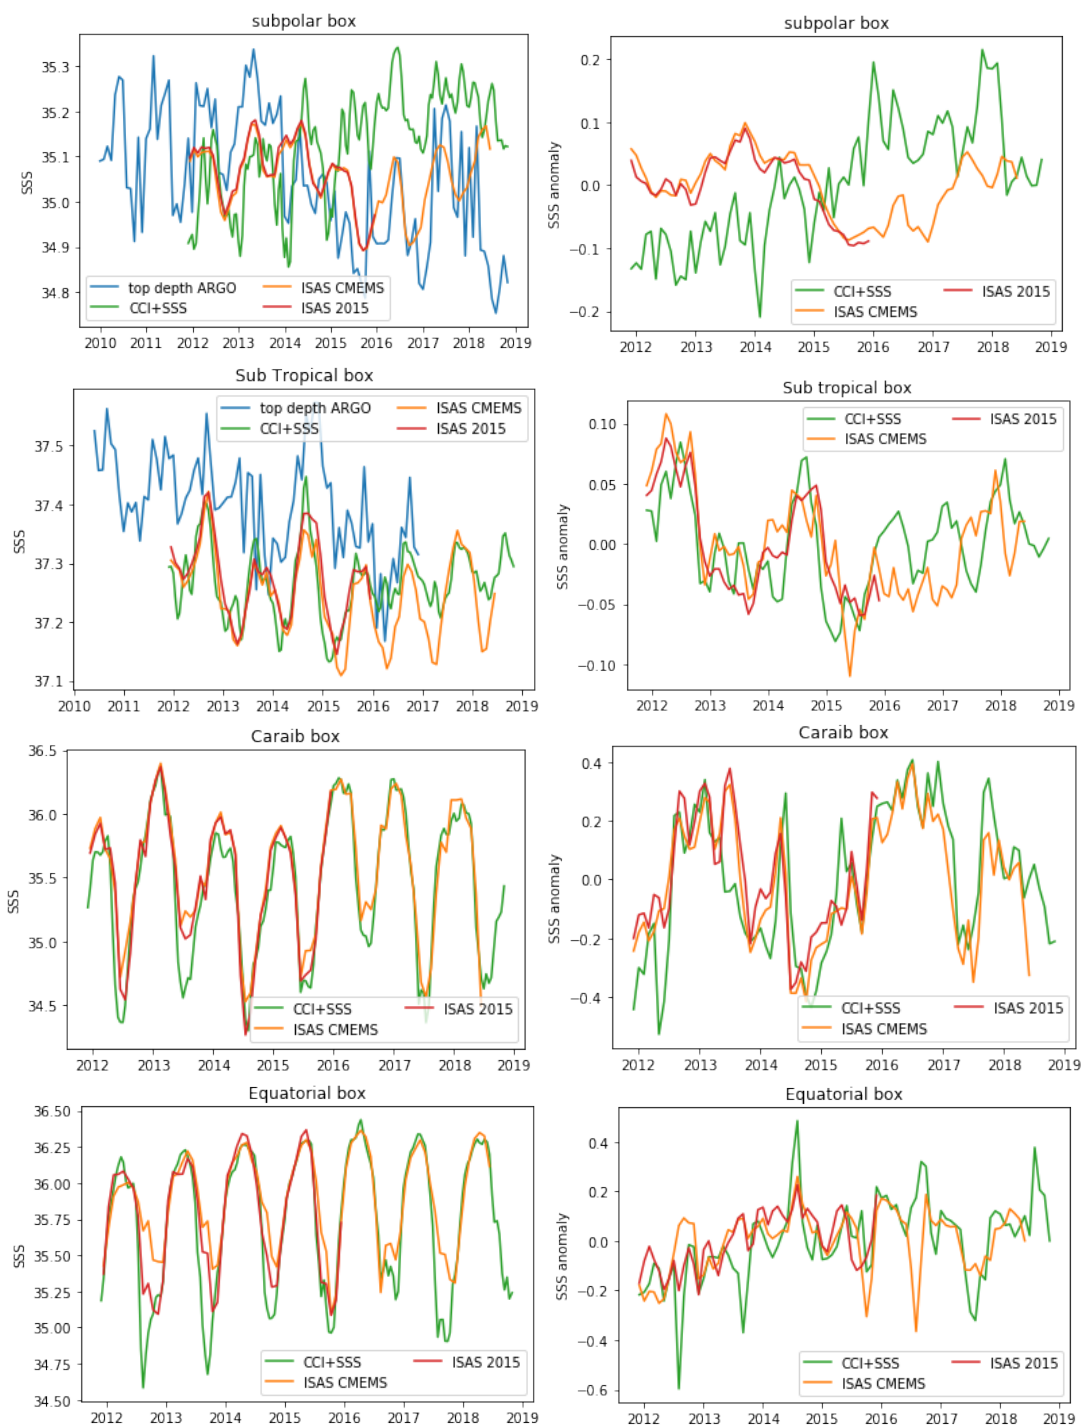 subpolar box
SSS
35.3
35.2
35.1
35.0
34.9
34.8
top depth ARGO
CCI+SSS
ISAS CMEMS
ISAS 2015
2010 2011 2012 2013 2014 2015 2016 2017 2018 2019
subpolar box
SSS anomaly
0.2
0.1
0.0
−0.1
−0.2
CCI+SSS
ISAS CMEMS
ISAS 2015
2012 2013 2014 2015 2016 2017 2018 2019
Sub Tropical box
SSS
37.5
37.4
37.3
37.2
37.1
top depth ARGO
CCI+SSS
ISAS CMEMS
ISAS 2015
2010 2011 2012 2013 2014 2015 2016 2017 2018 2019
Sub tropical box
SSS anomaly
0.10
0.05
0.00
−0.05
−0.10
CCI+SSS
ISAS CMEMS
ISAS 2015
2012 2013 2014 2015 2016 2017 2018 2019
Caraib box
SSS
36.5
36.0
35.5
35.0
34.5
CCI+SSS
ISAS CMEMS
ISAS 2015
2012 2013 2014 2015 2016 2017 2018 2019
Caraib box
SSS anomaly
0.4
0.2
0.0
−0.2
−0.4
CCI+SSS
ISAS CMEMS
ISAS 2015
2012 2013 2014 2015 2016 2017 2018 2019
Equatorial box
SSS
36.50
36.25
36.00
35.75
35.50
35.25
35.00
34.75
34.50
CCI+SSS
ISAS CMEMS
ISAS 2015
2012 2013 2014 2015 2016 2017 2018 2019
Equatorial box
SSS anomaly
0.4
0.2
0.0
−0.2
−0.4
−0.6
CCI+SSS
ISAS CMEMS
ISAS 2015
2012 2013 2014 2015 2016 2017 2018 2019